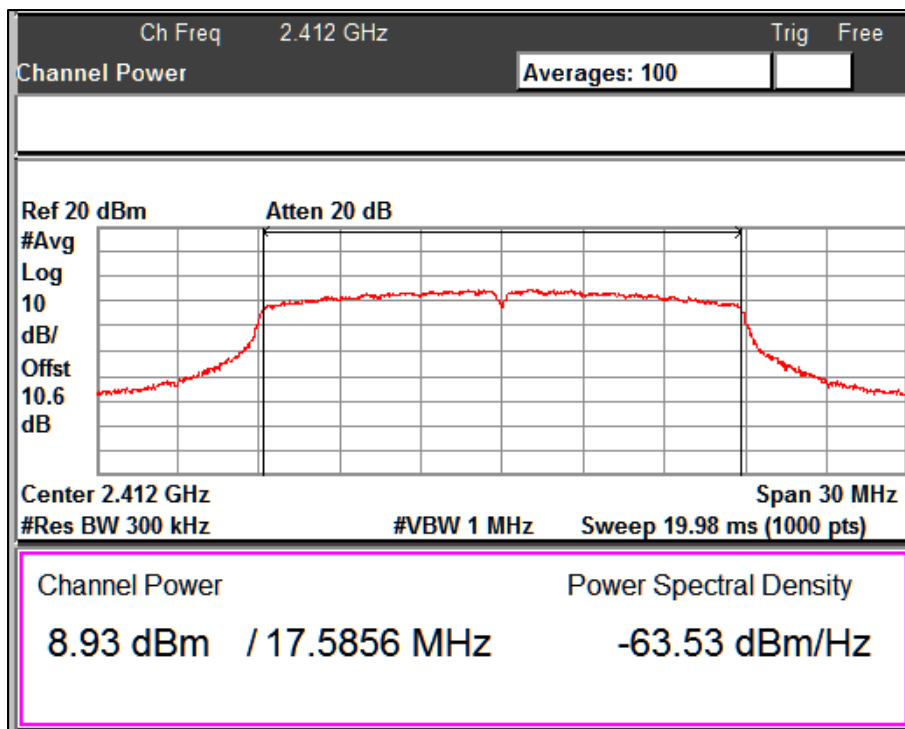 Ch Freq 2.412 GHz Trig Free
Channel Power Averages: 100
Ref 20 dBm Atten 20 dB
#Avg
Log
10
dB/
Offst
10.6
dB
Center 2.412 GHz Span 30 MHz
#Res BW 300 kHz #VBW 1 MHz Sweep 19.98 ms (1000 pts)
Channel Power Power Spectral Density
8.93 dBm / 17.5856 MHz -63.53 dBm/Hz